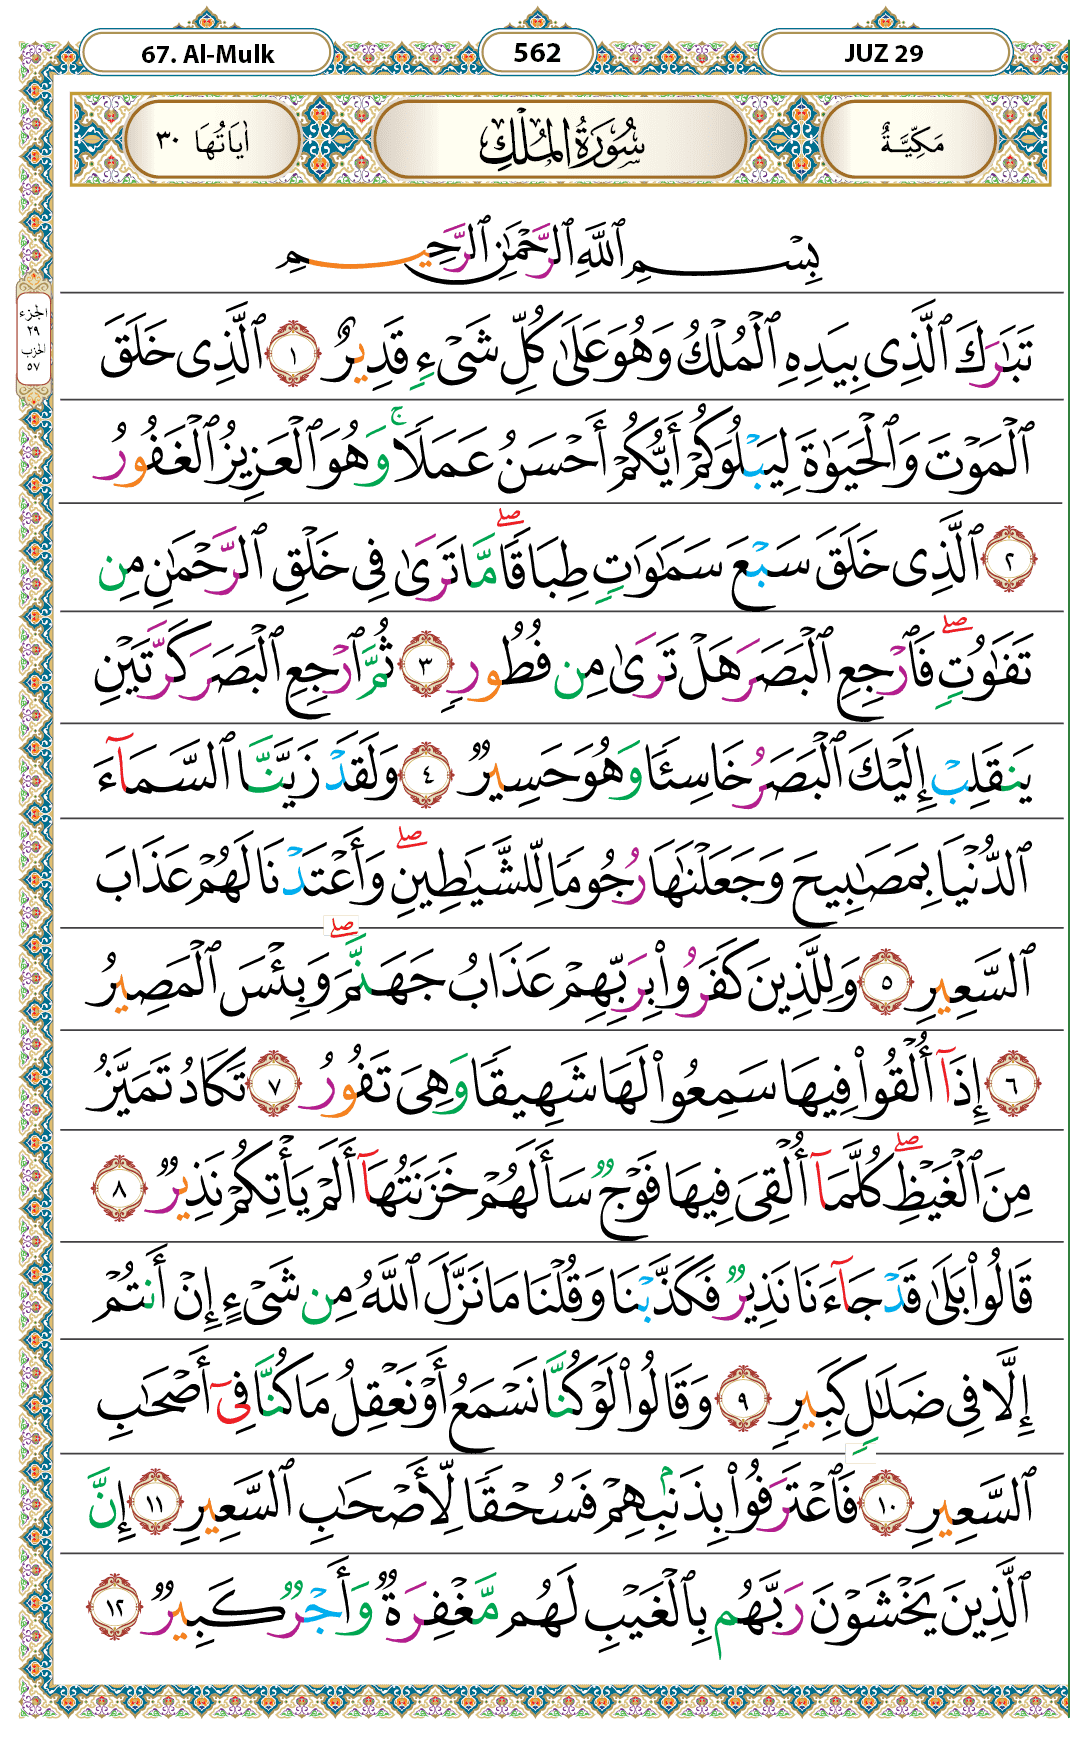 67. Al-Mulk
562
JUZ 29
اٰيَاتُهَا ٣٠
سُورَةُ الْمُلْكِ
مَكِّيَّةٌ
بِسْمِ ٱللَّهِ ٱلرَّحْمَٰنِ ٱلرَّحِيمِ
الجزء
٢٩
الحزب
٥٧
تَبَٰرَكَ ٱلَّذِى بِيَدِهِ ٱلْمُلْكُ وَهُوَ عَلَىٰ كُلِّ شَىْءٍ قَدِيرٌ ١ ٱلَّذِى خَلَقَ
ٱلْمَوْتَ وَٱلْحَيَوٰةَ لِيَبْلُوَكُمْ أَيُّكُمْ أَحْسَنُ عَمَلًا ۚ وَهُوَ ٱلْعَزِيزُ ٱلْغَفُورُ
٢ ٱلَّذِى خَلَقَ سَبْعَ سَمَٰوَٰتٍ طِبَاقًا ۖ مَّا تَرَىٰ فِى خَلْقِ ٱلرَّحْمَٰنِ مِن
تَفَٰوُتٍ ۖ فَٱرْجِعِ ٱلْبَصَرَ هَلْ تَرَىٰ مِن فُطُورٍ ٣ ثُمَّ ٱرْجِعِ ٱلْبَصَرَ كَرَّتَيْنِ
يَنقَلِبْ إِلَيْكَ ٱلْبَصَرُ خَاسِئًا وَهُوَ حَسِيرٌ ٤ وَلَقَدْ زَيَّنَّا ٱلسَّمَآءَ
ٱلدُّنْيَا بِمَصَٰبِيحَ وَجَعَلْنَٰهَا رُجُومًا لِّلشَّيَٰطِينِ ۖ وَأَعْتَدْنَا لَهُمْ عَذَابَ
ٱلسَّعِيرِ ٥ وَلِلَّذِينَ كَفَرُوا۟ بِرَبِّهِمْ عَذَابُ جَهَنَّمَ ۖ وَبِئْسَ ٱلْمَصِيرُ
٦ إِذَآ أُلْقُوا۟ فِيهَا سَمِعُوا۟ لَهَا شَهِيقًا وَهِىَ تَفُورُ ٧ تَكَادُ تَمَيَّزُ
مِنَ ٱلْغَيْظِ ۖ كُلَّمَآ أُلْقِىَ فِيهَا فَوْجٌ سَأَلَهُمْ خَزَنَتُهَآ أَلَمْ يَأْتِكُمْ نَذِيرٌ ٨
قَالُوا۟ بَلَىٰ قَدْ جَآءَنَا نَذِيرٌ فَكَذَّبْنَا وَقُلْنَا مَا نَزَّلَ ٱللَّهُ مِن شَىْءٍ إِنْ أَنتُمْ
إِلَّا فِى ضَلَٰلٍ كَبِيرٍ ٩ وَقَالُوا۟ لَوْ كُنَّا نَسْمَعُ أَوْ نَعْقِلُ مَا كُنَّا فِىٓ أَصْحَٰبِ
ٱلسَّعِيرِ ١٠ فَٱعْتَرَفُوا۟ بِذَنۢبِهِمْ فَسُحْقًا لِّأَصْحَٰبِ ٱلسَّعِيرِ ١١ إِنَّ
ٱلَّذِينَ يَخْشَوْنَ رَبَّهُم بِٱلْغَيْبِ لَهُم مَّغْفِرَةٌ وَأَجْرٌ كَبِيرٌ ١٢